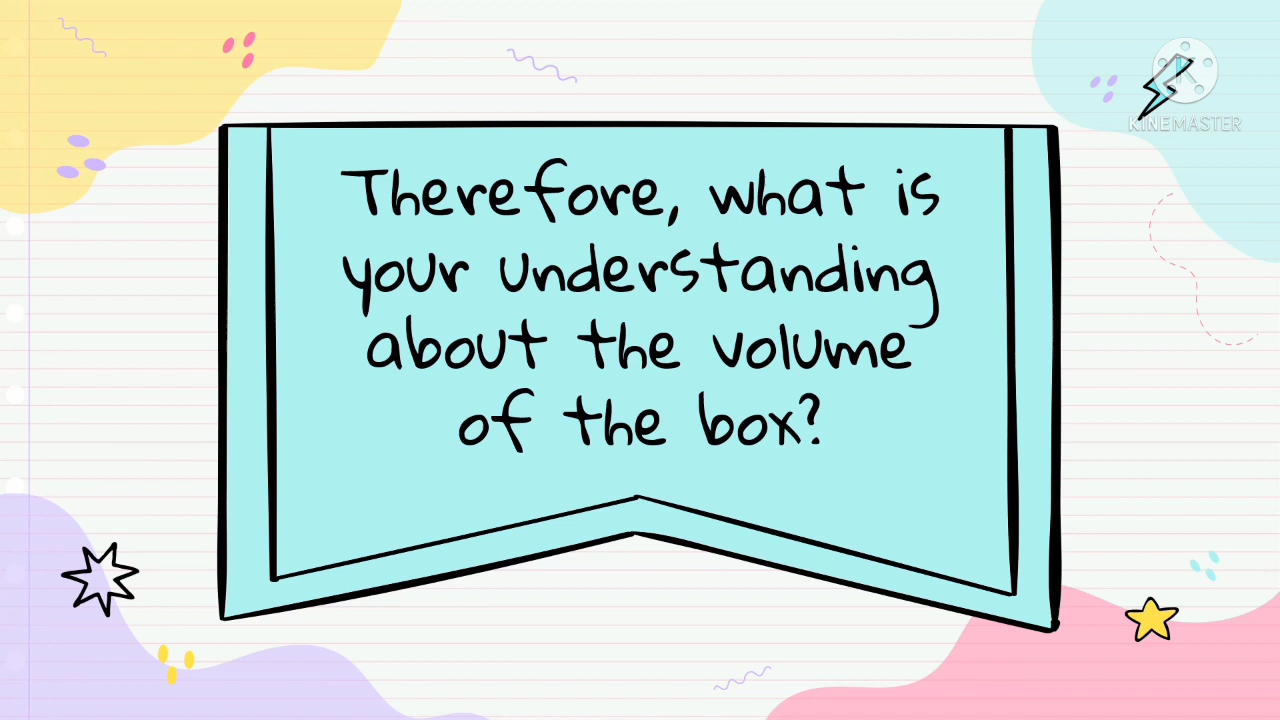 KINEMASTER
Therefore, what is
your understanding
about the volume
of the box?